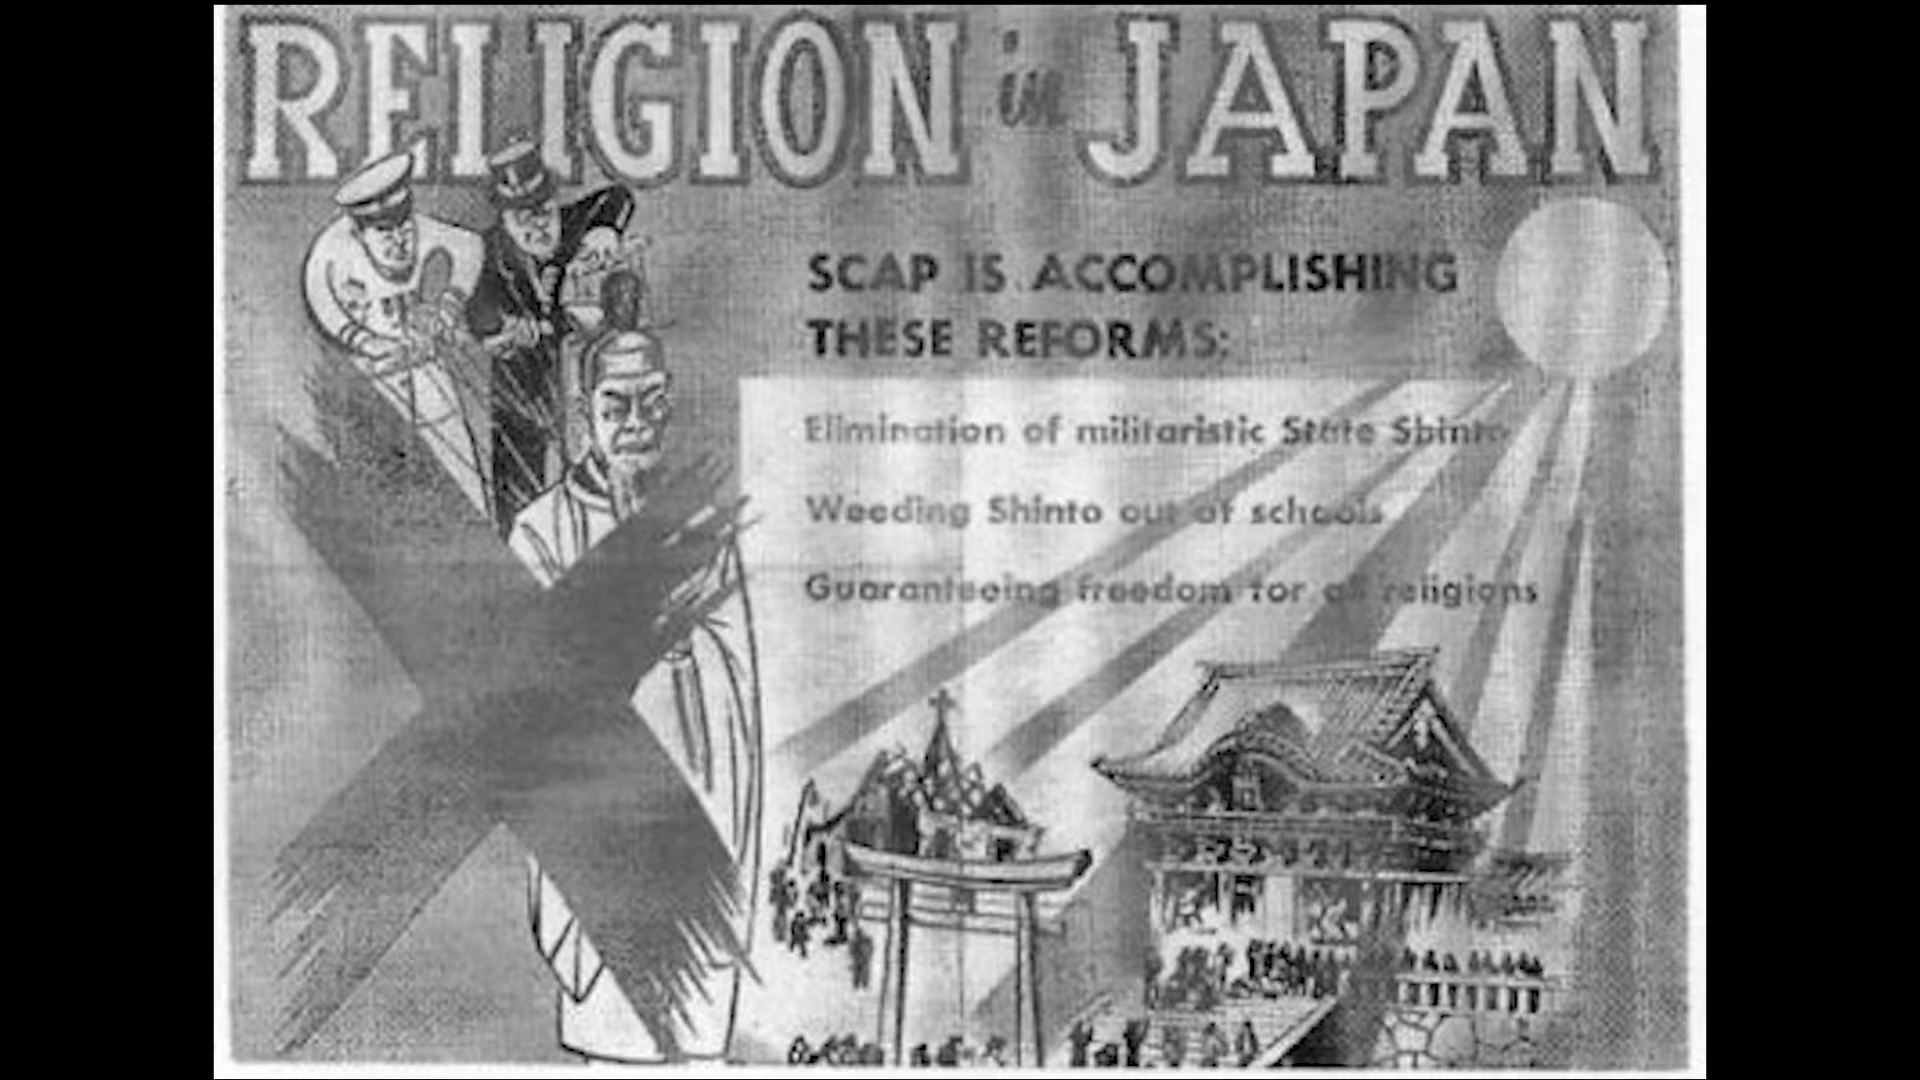 RELIGION in JAPAN
SCAP IS ACCOMPLISHING
THESE REFORMS:
Elimination of militaristic State Shinto
Weeding Shinto out of schools
Guaranteeing freedom for all religions